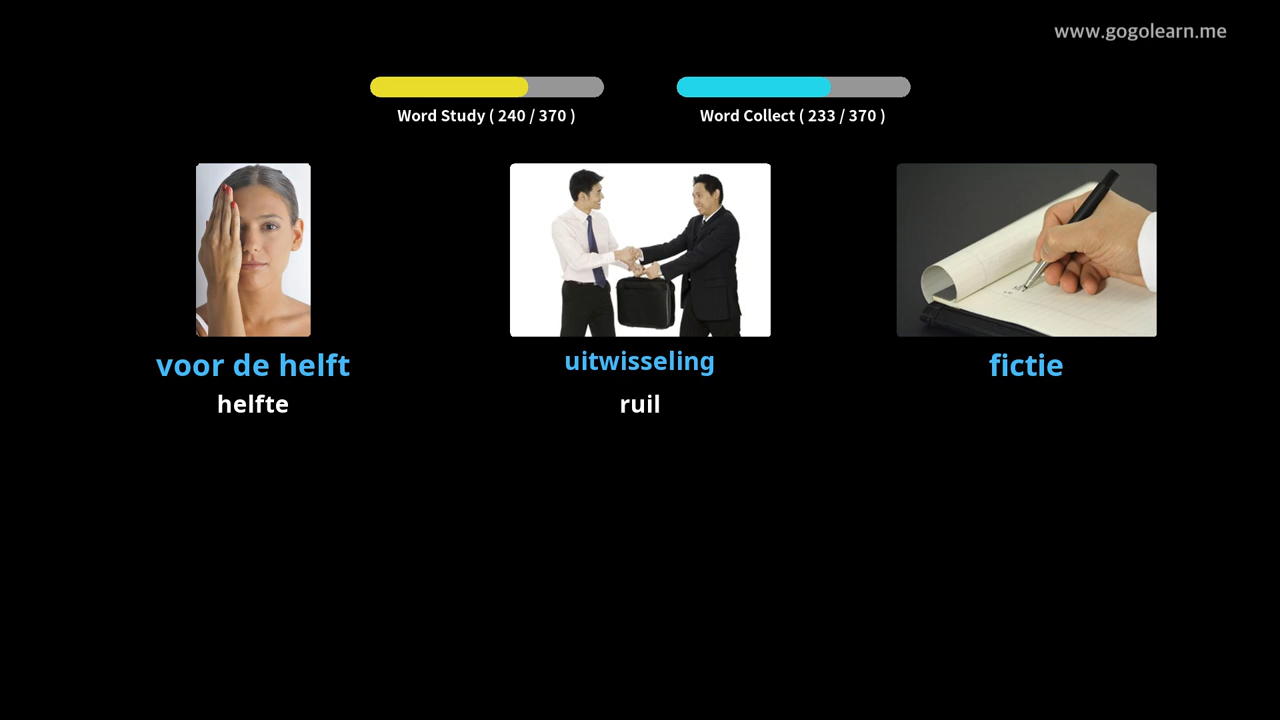 www.gogolearn.me
Word Study ( 240 / 370 )
Word Collect ( 233 / 370 )
voor de helft
helfte
uitwisseling
ruil
fictie